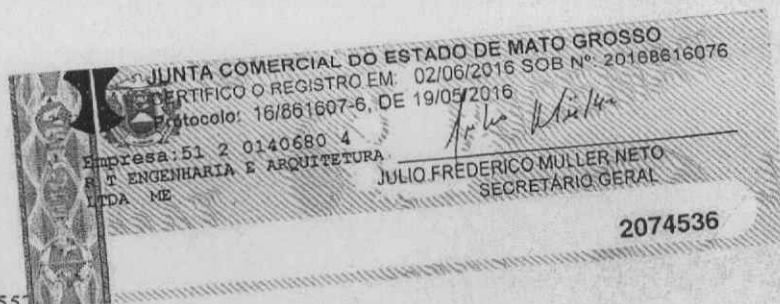 JUNTA COMERCIAL DO ESTADO DE MATO GROSSO
CERTIFICO O REGISTRO EM: 02/06/2016 SOB Nº: 20168616076
Protocolo: 16/861607-6, DE 19/05/2016
Empresa:51 2 0140680 4
R T ENGENHARIA E ARQUITETURA
LTDA ME
JULIO FREDERICO MULLER NETO
SECRETÁRIO GERAL
2074536